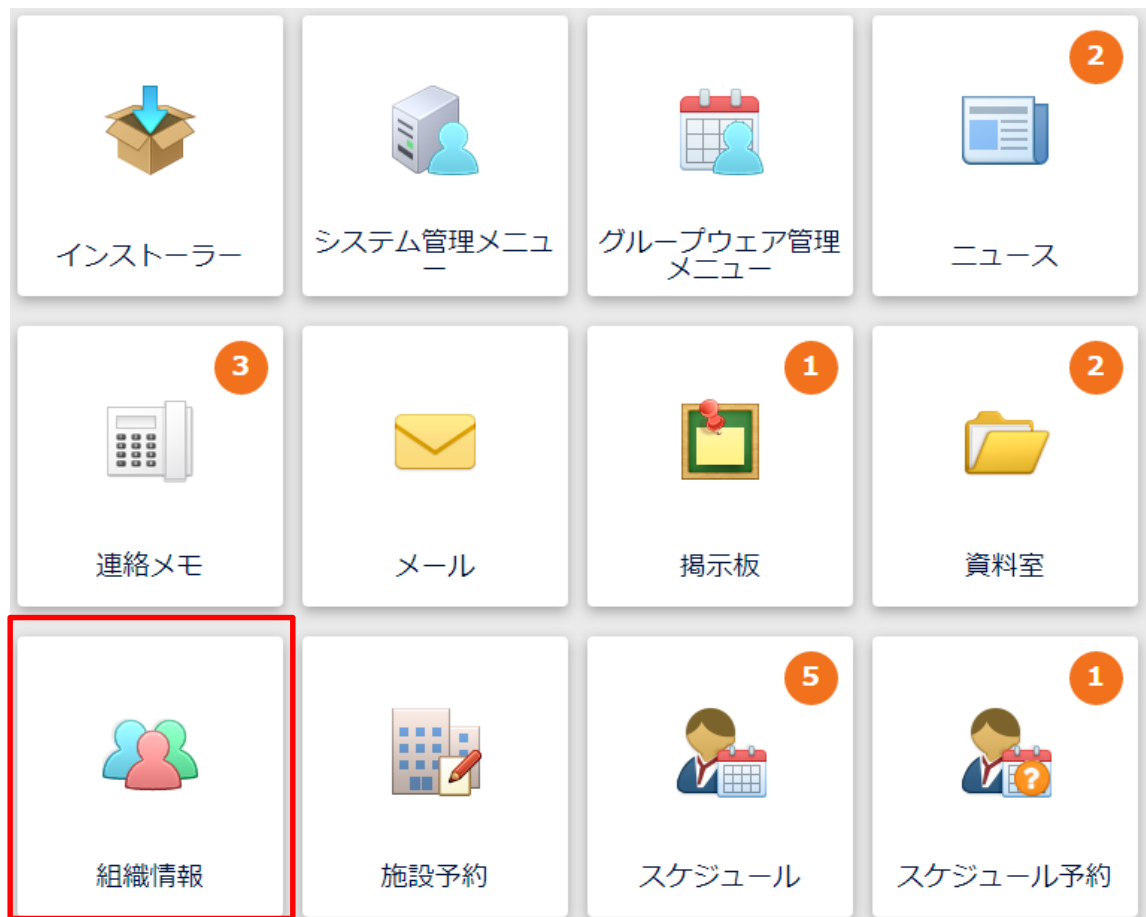 2
インストーラー
システム管理メニュ
ー
グループウェア管理
メニュー
ニュース
3
1
2
連絡メモ
メール
掲示板
資料室
5
1
組織情報
施設予約
スケジュール
スケジュール予約